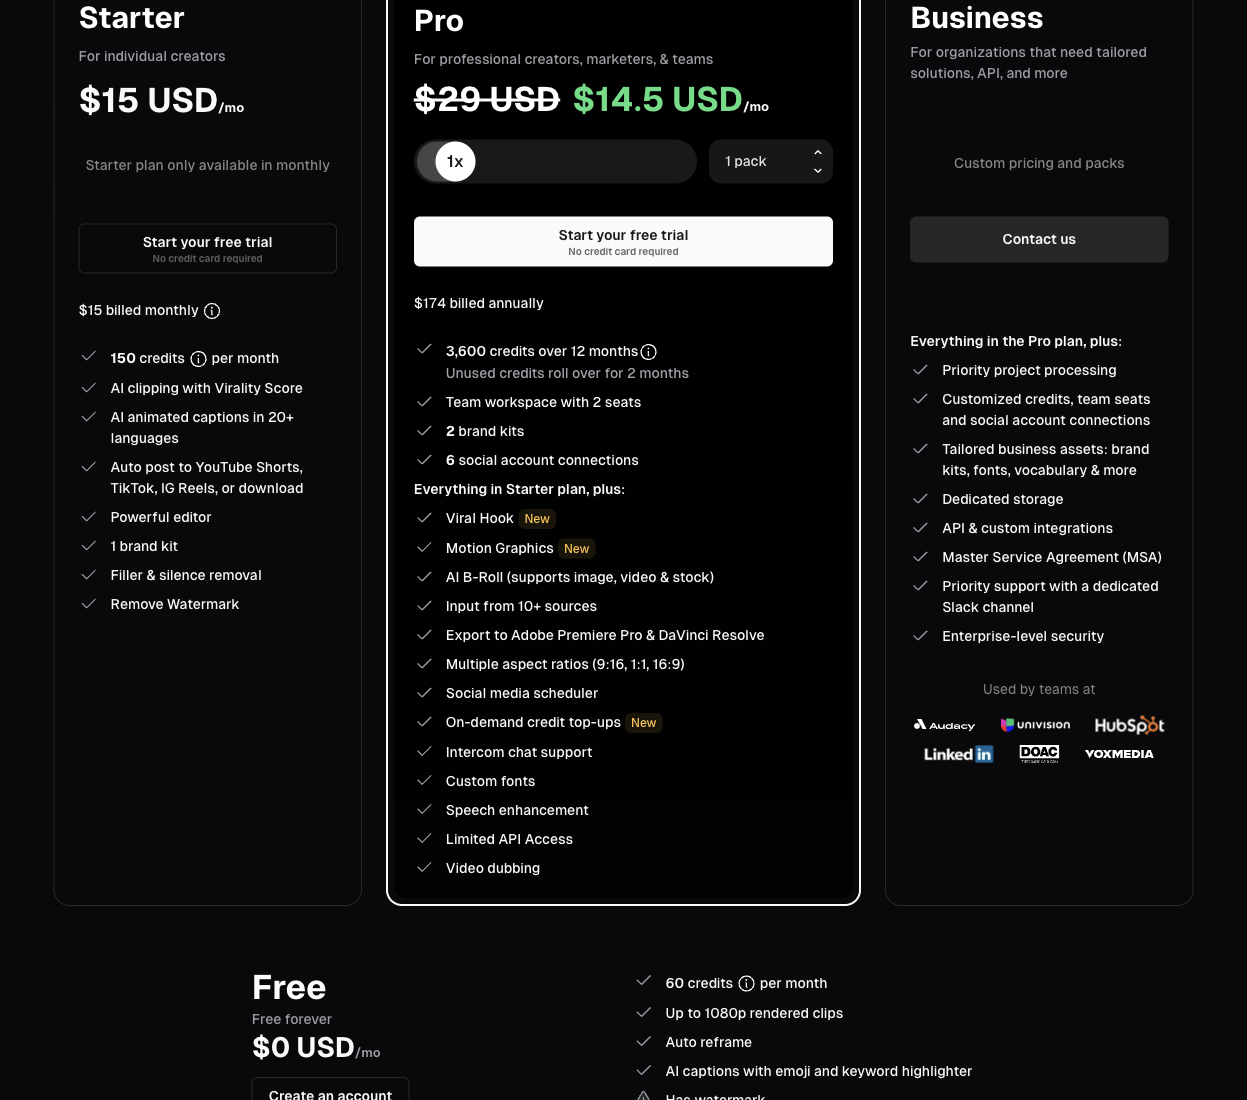 Starter
For individual creators
$15 USD/mo
Starter plan only available in monthly
Start your free trial
No credit card required
$15 billed monthly
150 credits per month
AI clipping with Virality Score
AI animated captions in 20+
languages
Auto post to YouTube Shorts,
TikTok, IG Reels, or download
Powerful editor
1 brand kit
Filler & silence removal
Remove Watermark
Pro
For professional creators, marketers, & teams
$29 USD $14.5 USD/mo
1x
1 pack
Start your free trial
No credit card required
$174 billed annually
3,600 credits over 12 months
Unused credits roll over for 2 months
Team workspace with 2 seats
2 brand kits
6 social account connections
Everything in Starter plan, plus:
Viral Hook New
Motion Graphics New
AI B-Roll (supports image, video & stock)
Input from 10+ sources
Export to Adobe Premiere Pro & DaVinci Resolve
Multiple aspect ratios (9:16, 1:1, 16:9)
Social media scheduler
On-demand credit top-ups New
Intercom chat support
Custom fonts
Speech enhancement
Limited API Access
Video dubbing
Business
For organizations that need tailored
solutions, API, and more
Custom pricing and packs
Contact us
Everything in the Pro plan, plus:
Priority project processing
Customized credits, team seats
and social account connections
Tailored business assets: brand
kits, fonts, vocabulary & more
Dedicated storage
API & custom integrations
Master Service Agreement (MSA)
Priority support with a dedicated
Slack channel
Enterprise-level security
Used by teams at
Audacy UNIVISION HubSpot
LinkedIn DOAC VOXMEDIA
Free
Free forever
$0 USD/mo
Create an account
60 credits per month
Up to 1080p rendered clips
Auto reframe
AI captions with emoji and keyword highlighter
Has watermark